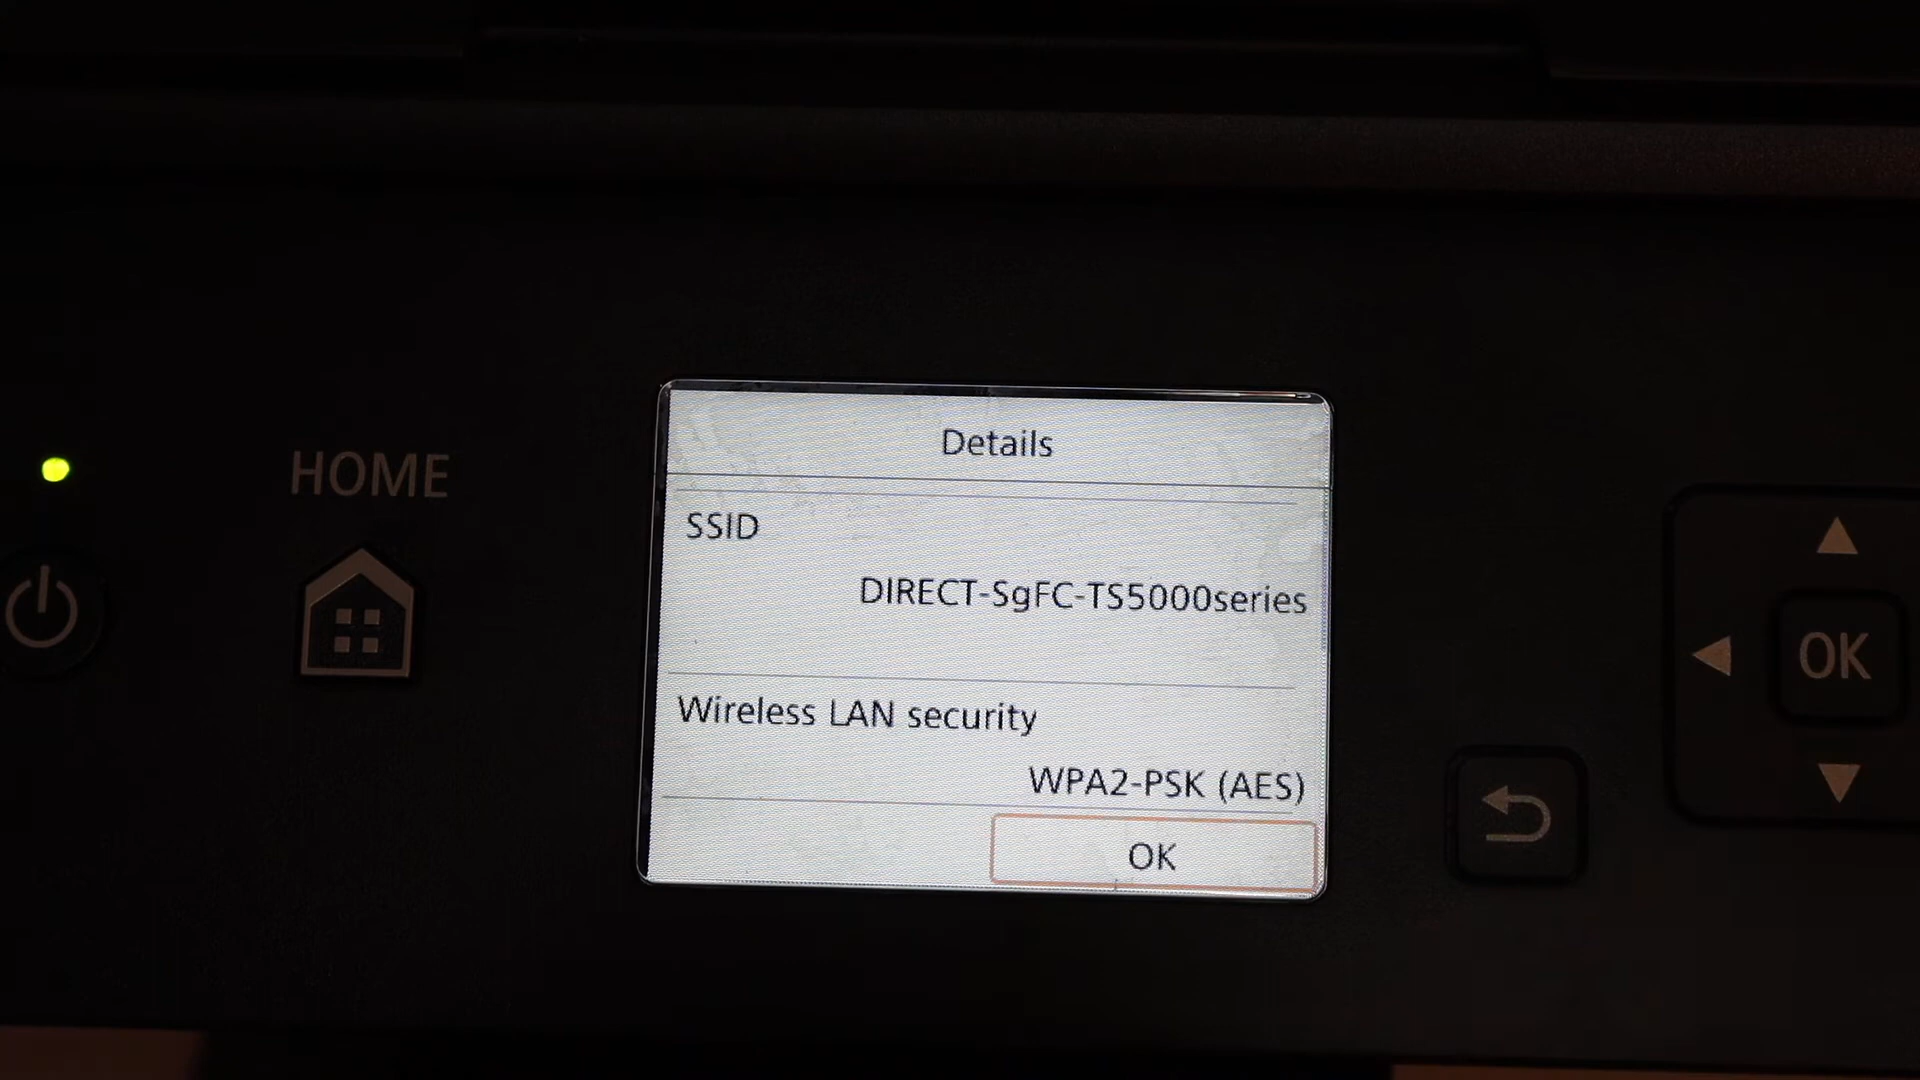 Details
HOME
SSID
DIRECT-SgFC-TS5000series
OK
Wireless LAN security
WPA2-PSK (AES)
OK